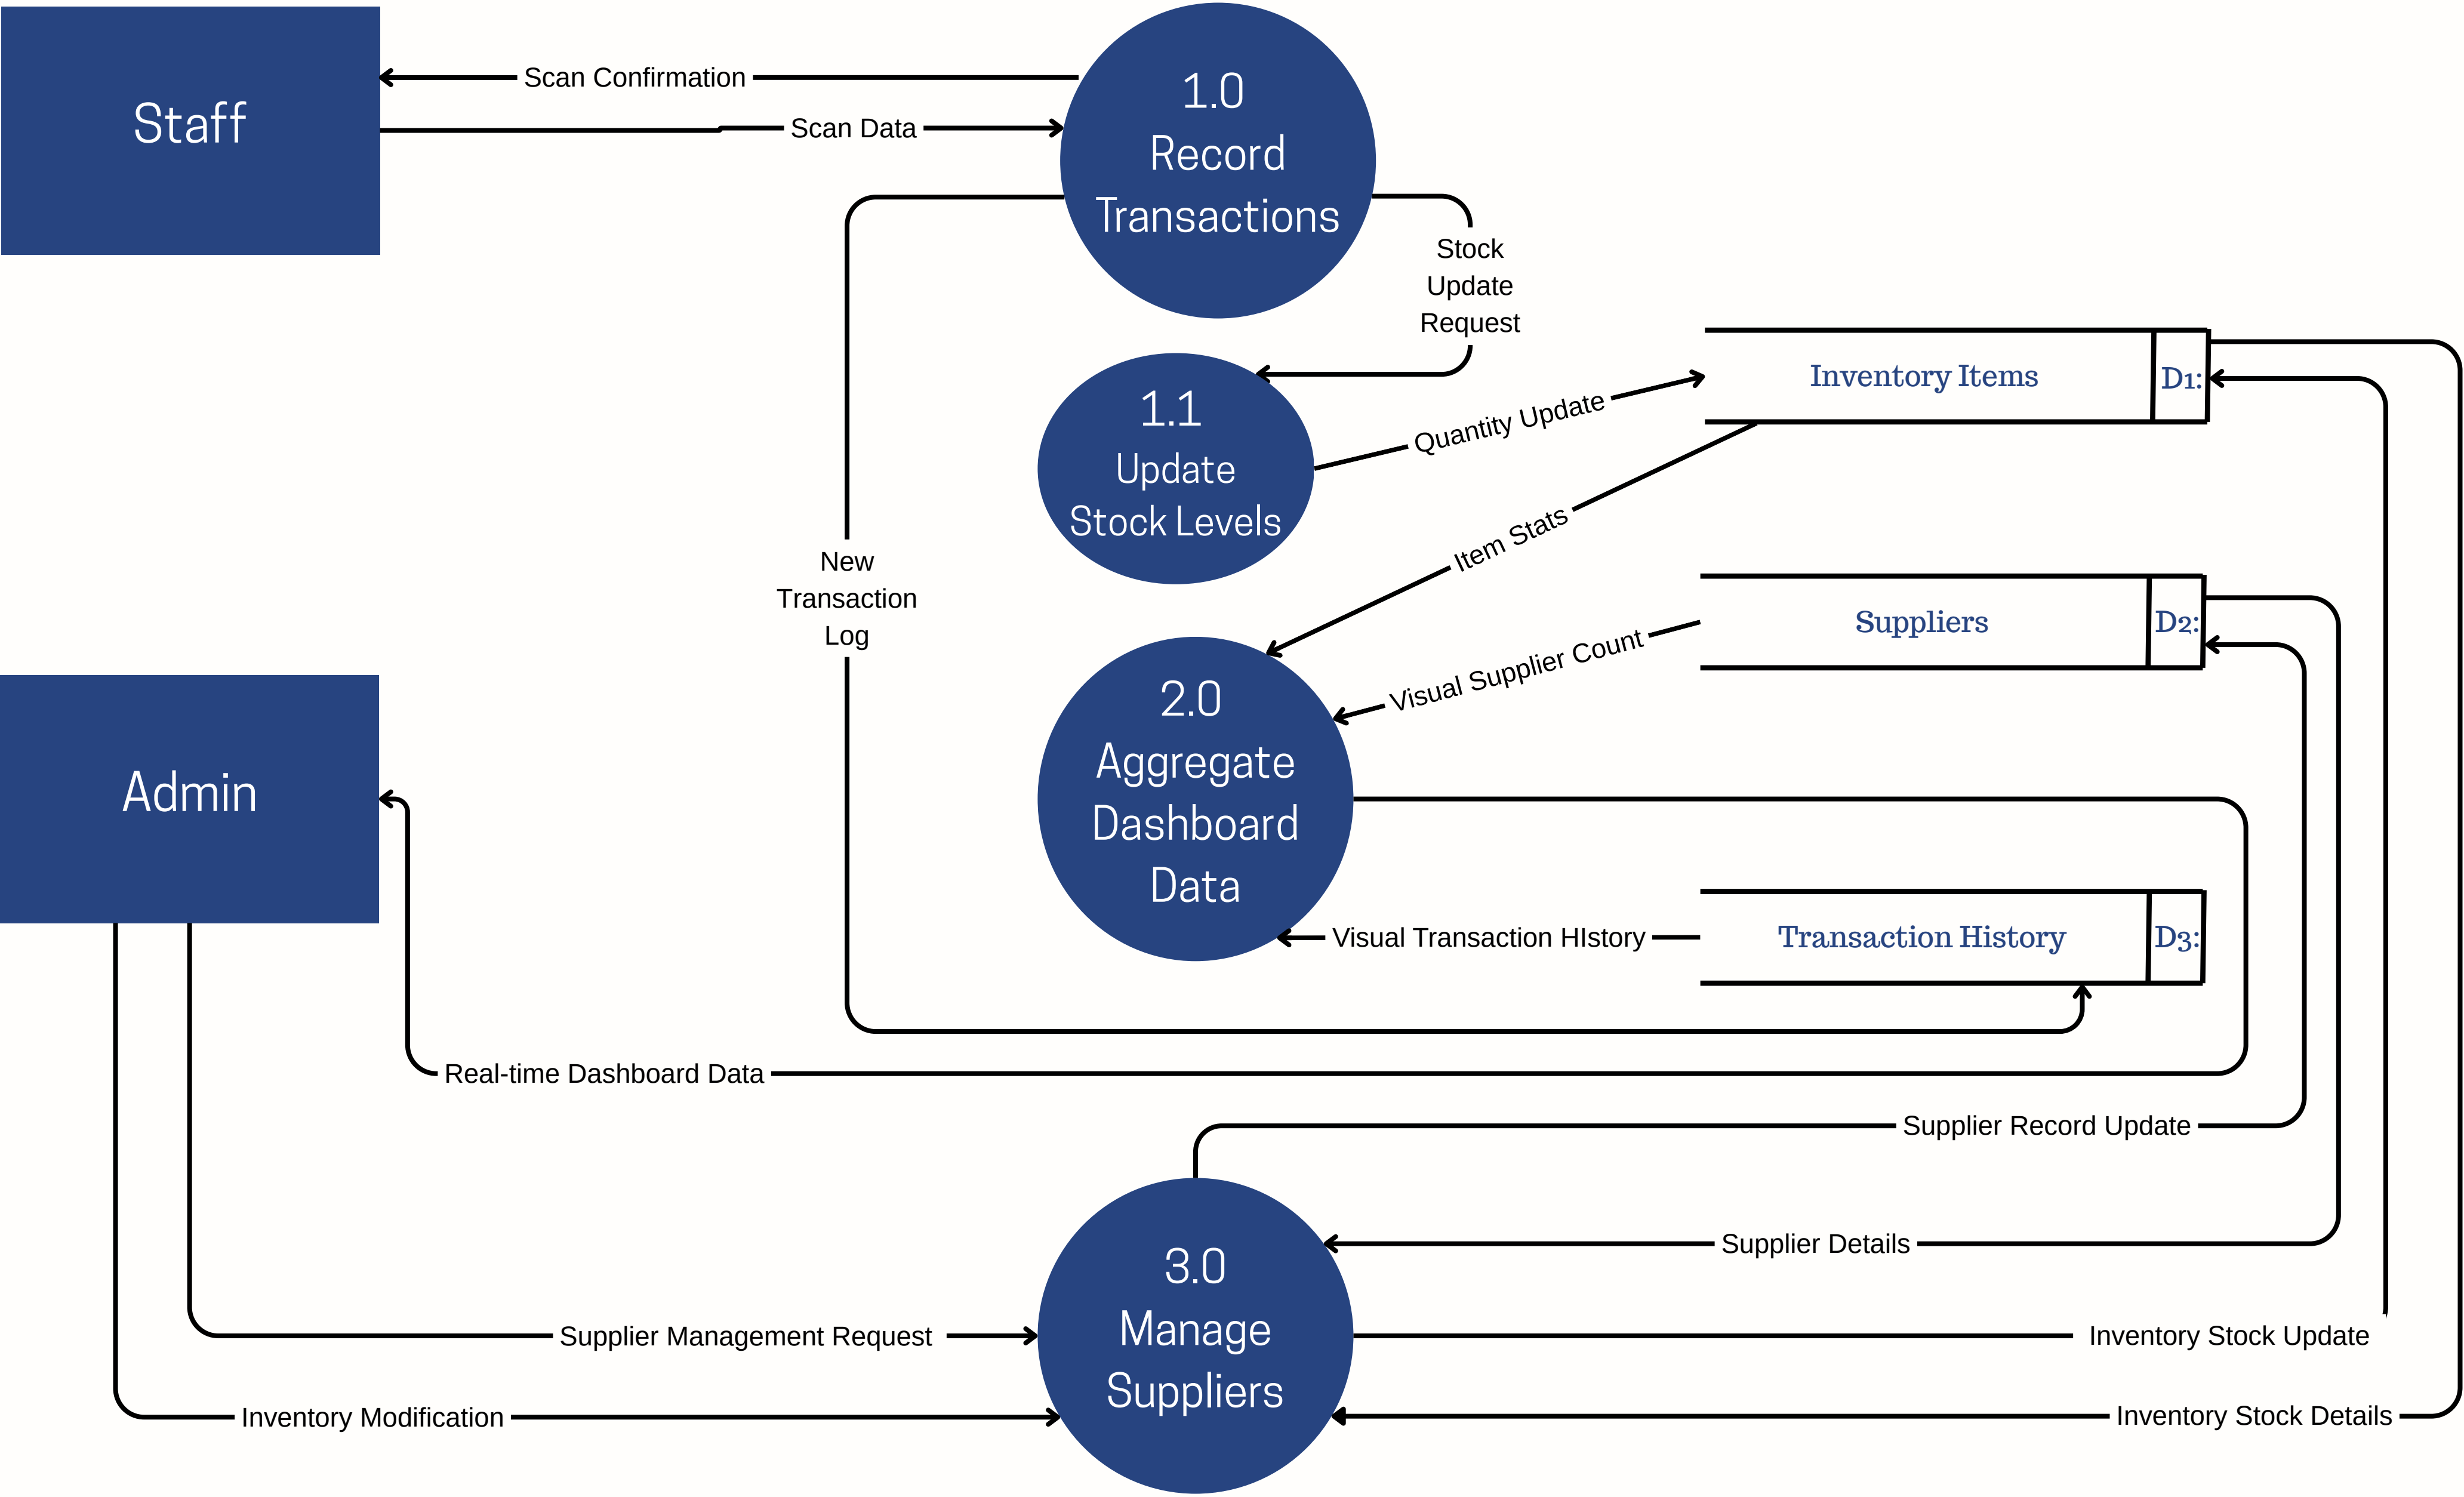 Staff
Scan Confirmation
Scan Data
1.0
Record
Transactions
Stock
Update
Request
1.1
Update
Stock Levels
Quantity Update
Inventory Items
D1:
Item Stats
New
Transaction
Log
Suppliers
D2:
Visual Supplier Count
Admin
2.0
Aggregate
Dashboard
Data
Visual Transaction HIstory
Transaction History
D3:
Real-time Dashboard Data
Supplier Record Update
Supplier Details
3.0
Manage
Suppliers
Supplier Management Request
Inventory Stock Update
Inventory Modification
Inventory Stock Details